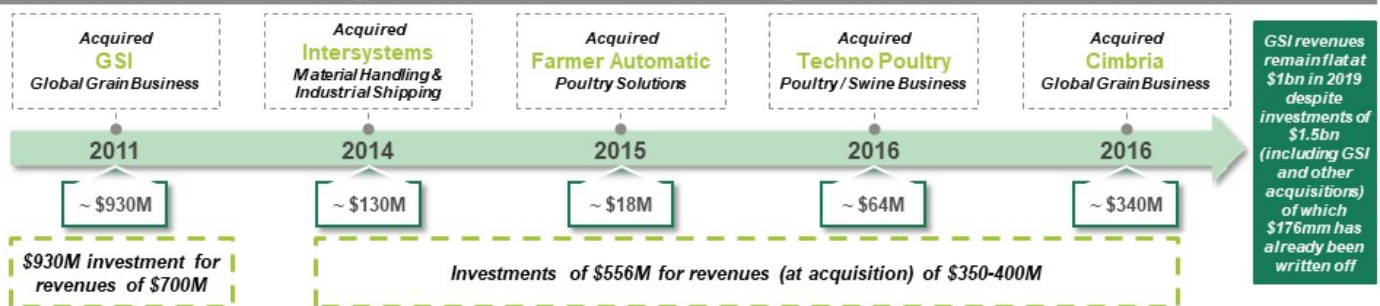 Acquired
GSI
Global Grain Business
Acquired
Intersystems
Material Handling &
Industrial Shipping
Acquired
Farmer Automatic
Poultry Solutions
Acquired
Techno Poultry
Poultry / Swine Business
Acquired
Cimbria
Global Grain Business
2011
2014
2015
2016
2016
~ $930M
~ $130M
~ $18M
~ $64M
~ $340M
$930M investment for
revenues of $700M
Investments of $556M for revenues (at acquisition) of $350-400M
GSI revenues
remain flat at
$1bn in 2019
despite
investments of
$1.5bn
(including GSI
and other
acquisitions)
of which
$176mm has
already been
written off